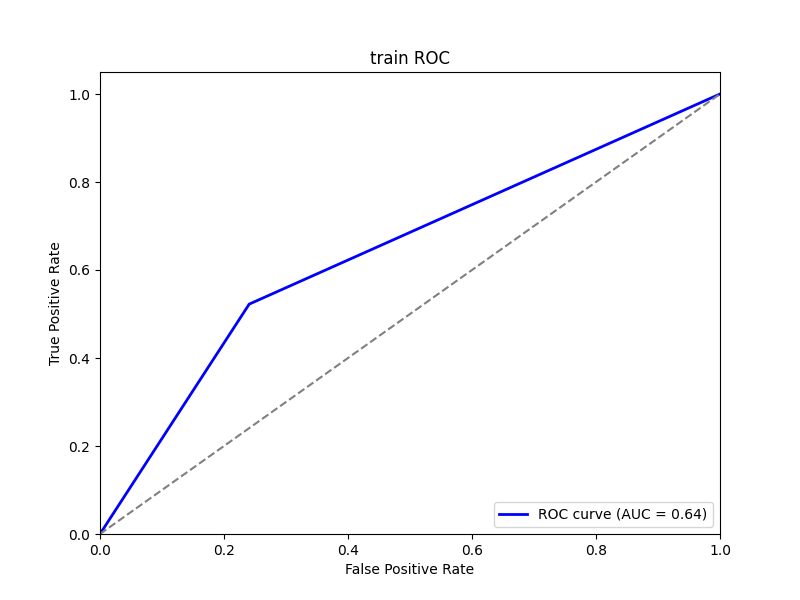 train ROC
1.0
0.8
0.6
0.4
0.2
0.0
True Positive Rate
ROC curve (AUC = 0.64)
0.0 0.2 0.4 0.6 0.8 1.0
False Positive Rate